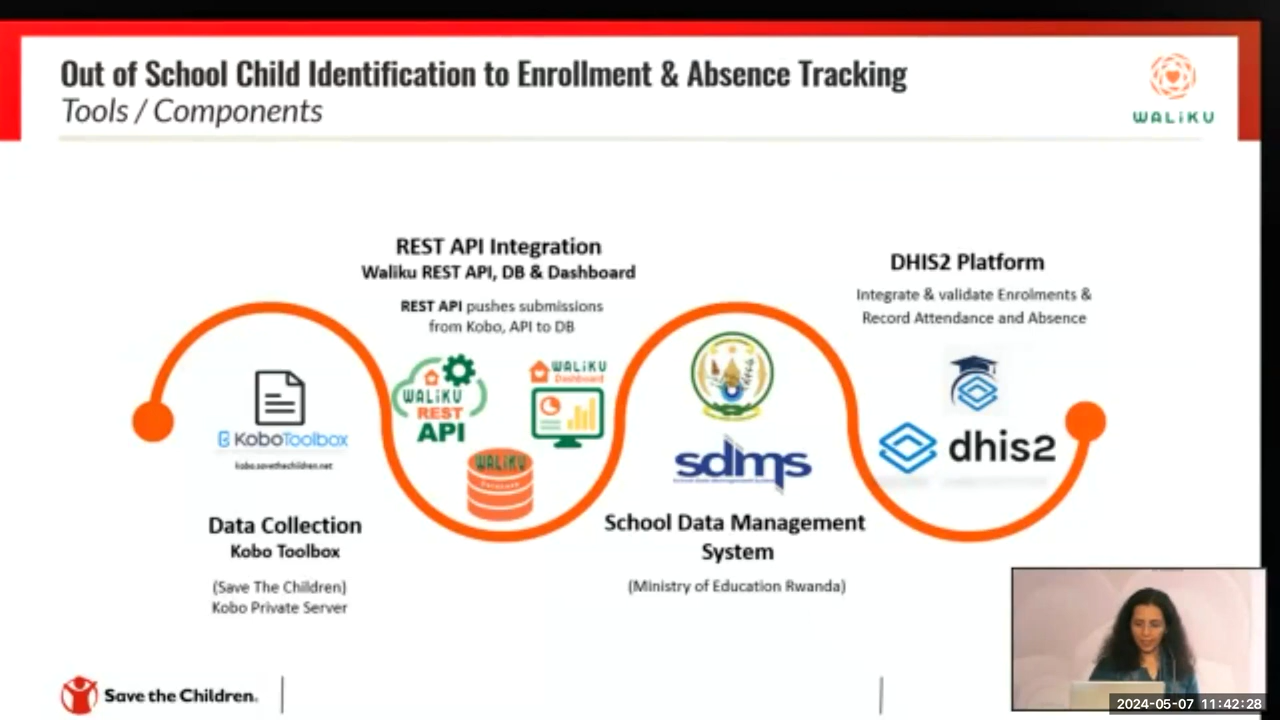 Out of School Child Identification to Enrollment & Absence Tracking
Tools / Components
WALiKU
REST API Integration
Waliku REST API, DB & Dashboard
REST API pushes submissions
from Kobo, API to DB
DHIS2 Platform
Integrate & validate Enrolments &
Record Attendance and Absence
WALiKU
REST
API
WALiKU
Dashboard
WALiKU
Database
KoboToolbox
kobo.savethechildren.net
sdms
dhis2
Data Collection
Kobo Toolbox
(Save The Children)
Kobo Private Server
School Data Management
System
(Ministry of Education Rwanda)
Save the Children.
2024-05-07 11:42:28